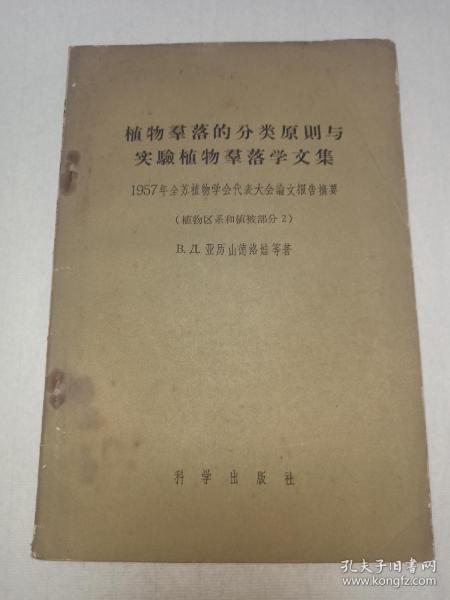 植物羣落的分类原則与
实驗植物羣落学文集
1957年全苏植物学会代表大会論文报告摘要
(植物区系和植被部分2)
В. Д. 亚历山德洛娃等著
科学出版社
孔夫子旧书网
www.kongfz.com